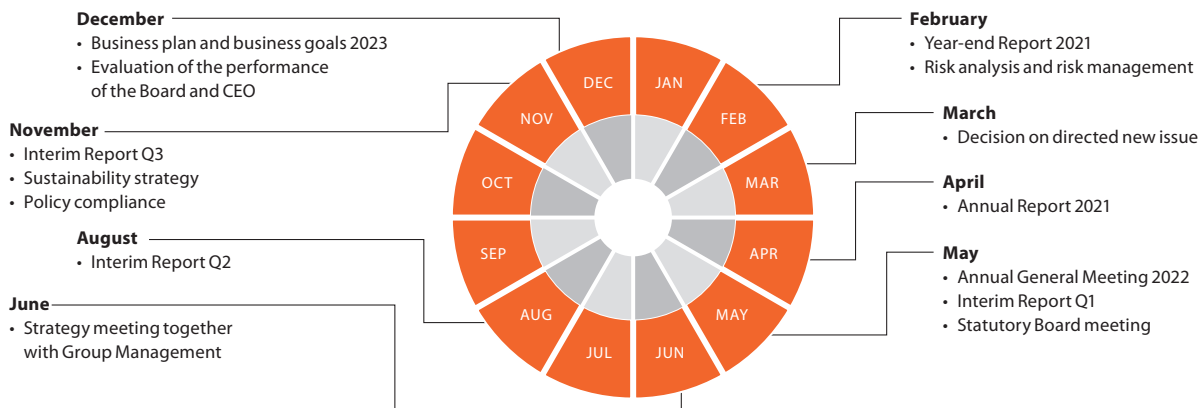 December
• Business plan and business goals 2023
• Evaluation of the performance
of the Board and CEO
November
• Interim Report Q3
• Sustainability strategy
• Policy compliance
August
• Interim Report Q2
June
• Strategy meeting together
with Group Management
DEC
JAN
NOV
FEB
OCT
MAR
SEP
APR
AUG
MAY
JUL
JUN
February
• Year-end Report 2021
• Risk analysis and risk management
March
• Decision on directed new issue
April
• Annual Report 2021
May
• Annual General Meeting 2022
• Interim Report Q1
• Statutory Board meeting